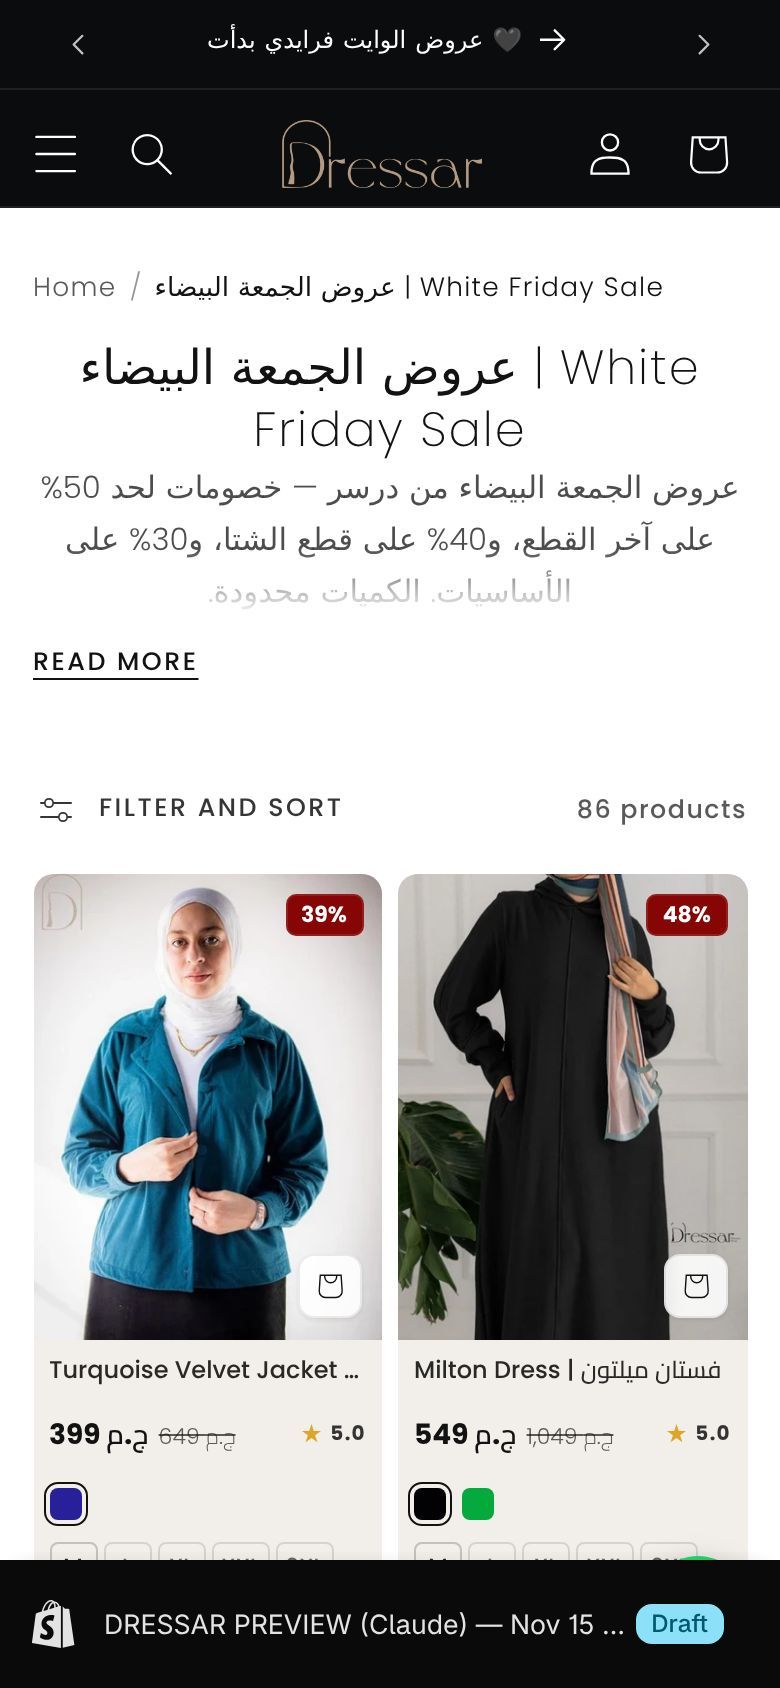 عروض الوايت فرايدي بدأت 🖤 →
Dressar
Home / عروض الجمعة البيضاء | White Friday Sale
عروض الجمعة البيضاء | White
Friday Sale
عروض الجمعة البيضاء من درسر — خصومات لحد 50%
على آخر القطع، و40% على قطع الشتا، و30% على
الأساسيات. الكميات محدودة.
READ MORE
FILTER AND SORT
86 products
D
39%
48%
Dressar
Turquoise Velvet Jacket ...
Milton Dress | فستان ميلتون
399 ج.م 649 ج.م ★ 5.0
549 ج.م 1,049 ج.م ★ 5.0
DRESSAR PREVIEW (Claude) — Nov 15 ... Draft